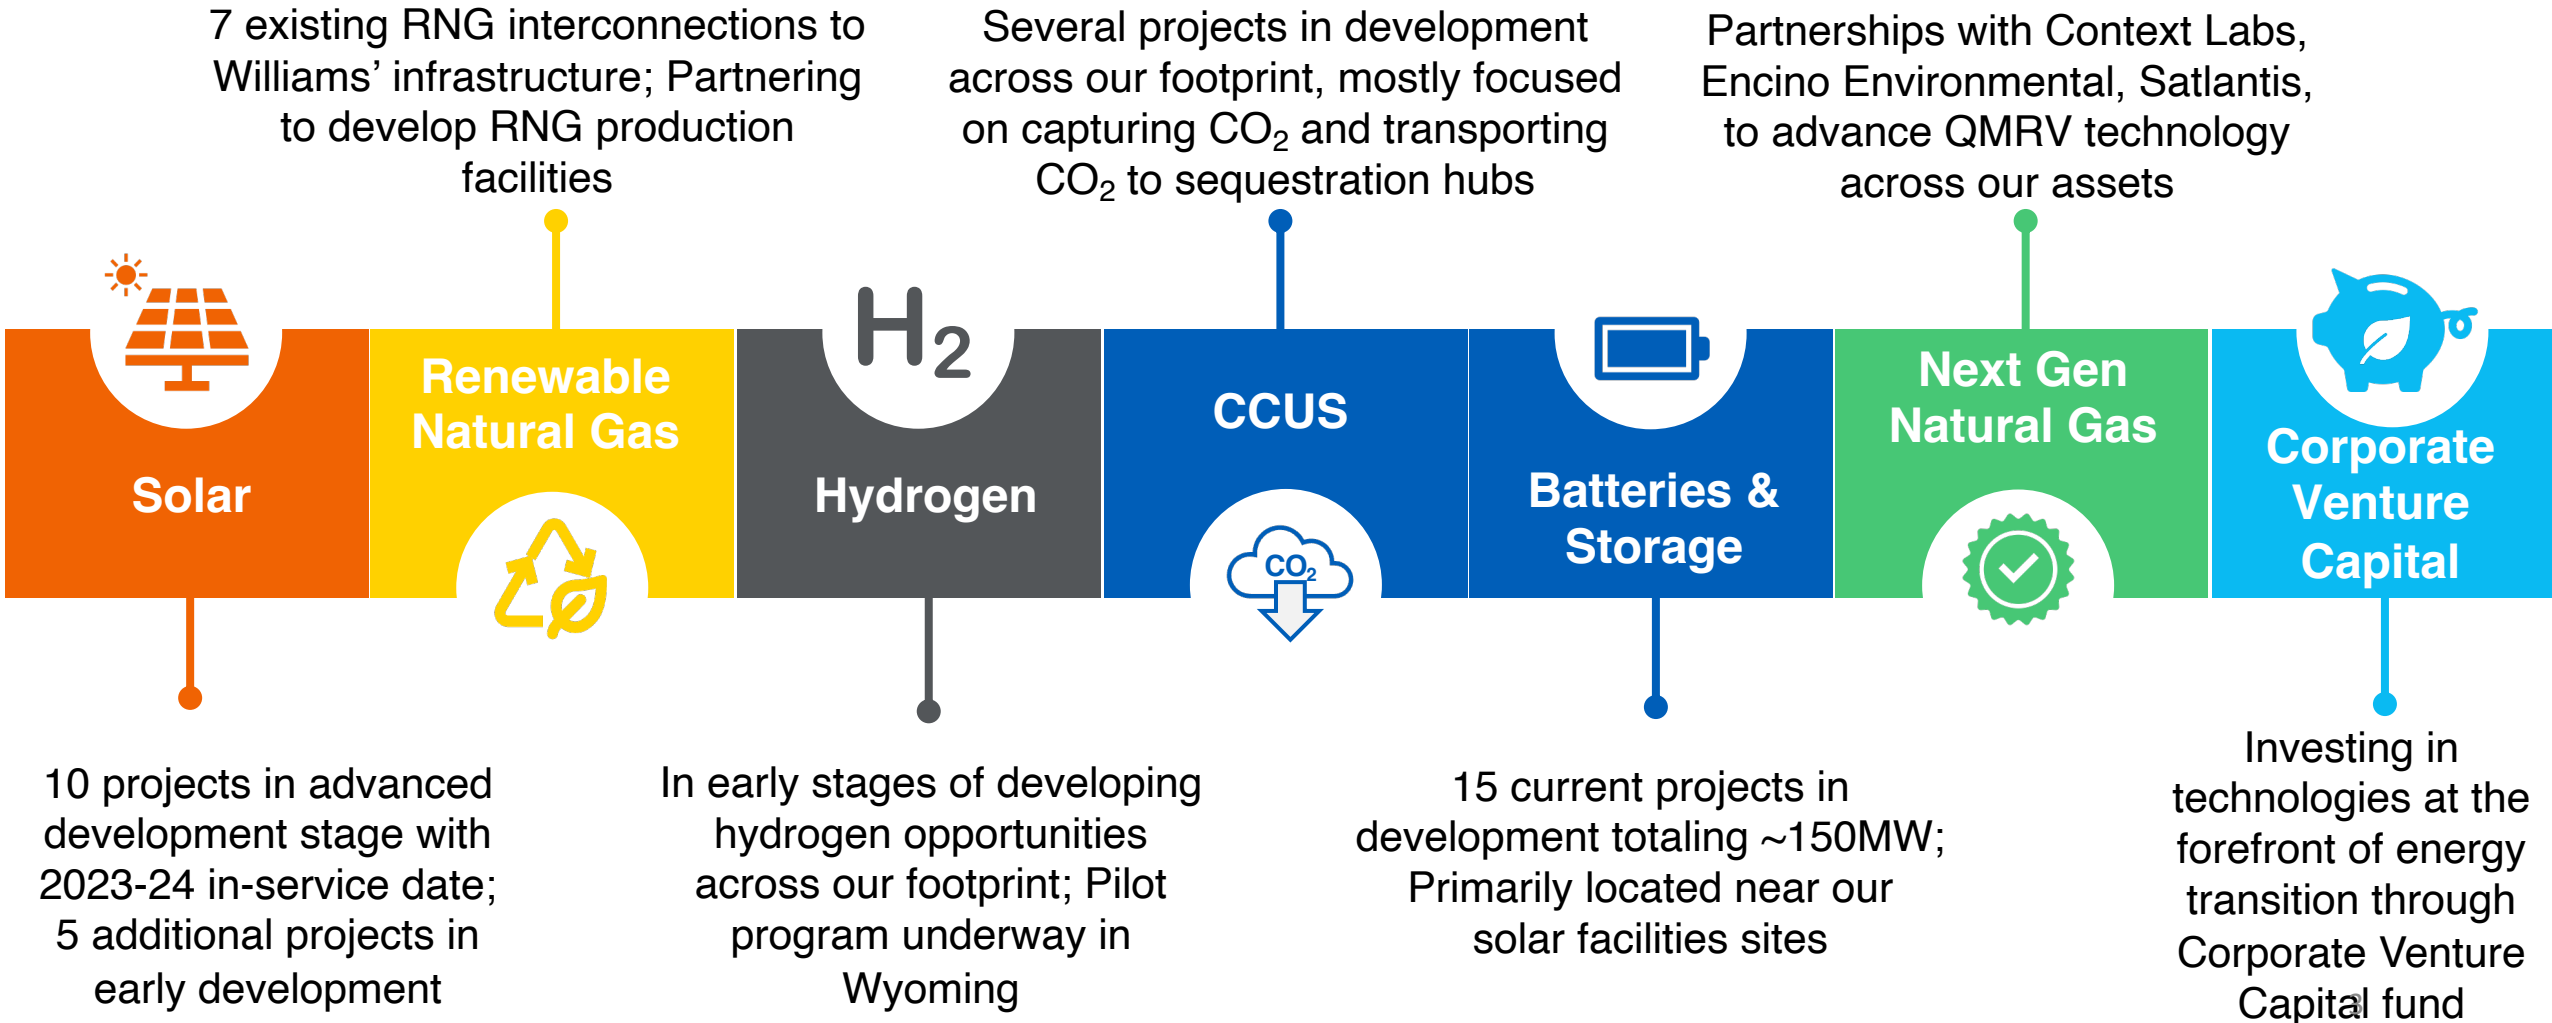 7 existing RNG interconnections to
Williams’ infrastructure; Partnering
to develop RNG production
facilities
Several projects in development
across our footprint, mostly focused
on capturing CO₂ and transporting
CO₂ to sequestration hubs
Partnerships with Context Labs,
Encino Environmental, Satlantis,
to advance QMRV technology
across our assets
Solar
Renewable
Natural Gas
H₂
Hydrogen
CCUS
CO₂
Batteries &
Storage
Next Gen
Natural Gas
Corporate
Venture
Capital
10 projects in advanced
development stage with
2023-24 in-service date;
5 additional projects in
early development
In early stages of developing
hydrogen opportunities
across our footprint; Pilot
program underway in
Wyoming
15 current projects in
development totaling ~150MW;
Primarily located near our
solar facilities sites
Investing in
technologies at the
forefront of energy
transition through
Corporate Venture
Capital fund